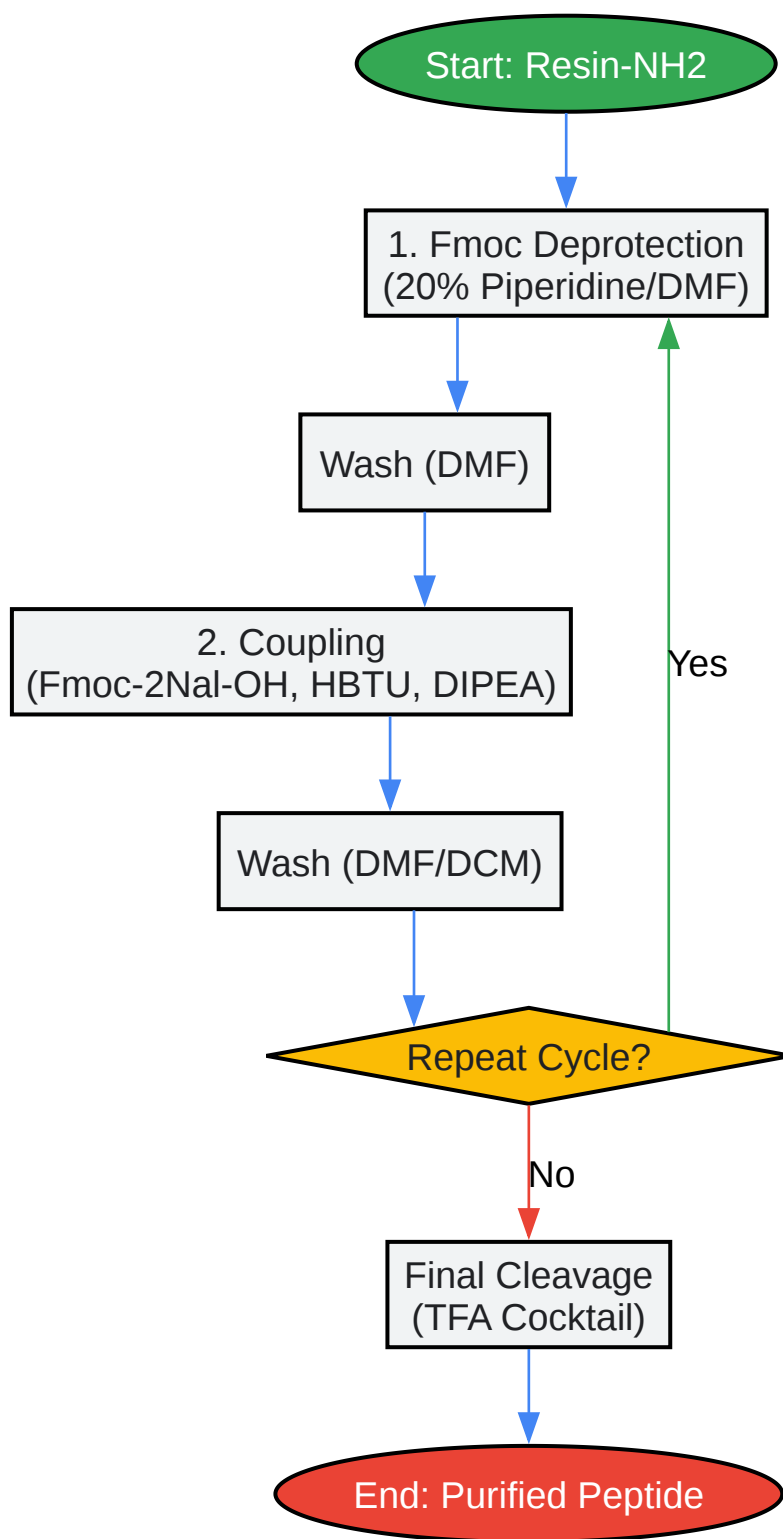 Start: Resin-NH2
1. Fmoc Deprotection
(20% Piperidine/DMF)
Wash (DMF)
2. Coupling
(Fmoc-2Nal-OH, HBTU, DIPEA)
Yes
Wash (DMF/DCM)
Repeat Cycle?
No
Final Cleavage
(TFA Cocktail)
End: Purified Peptide